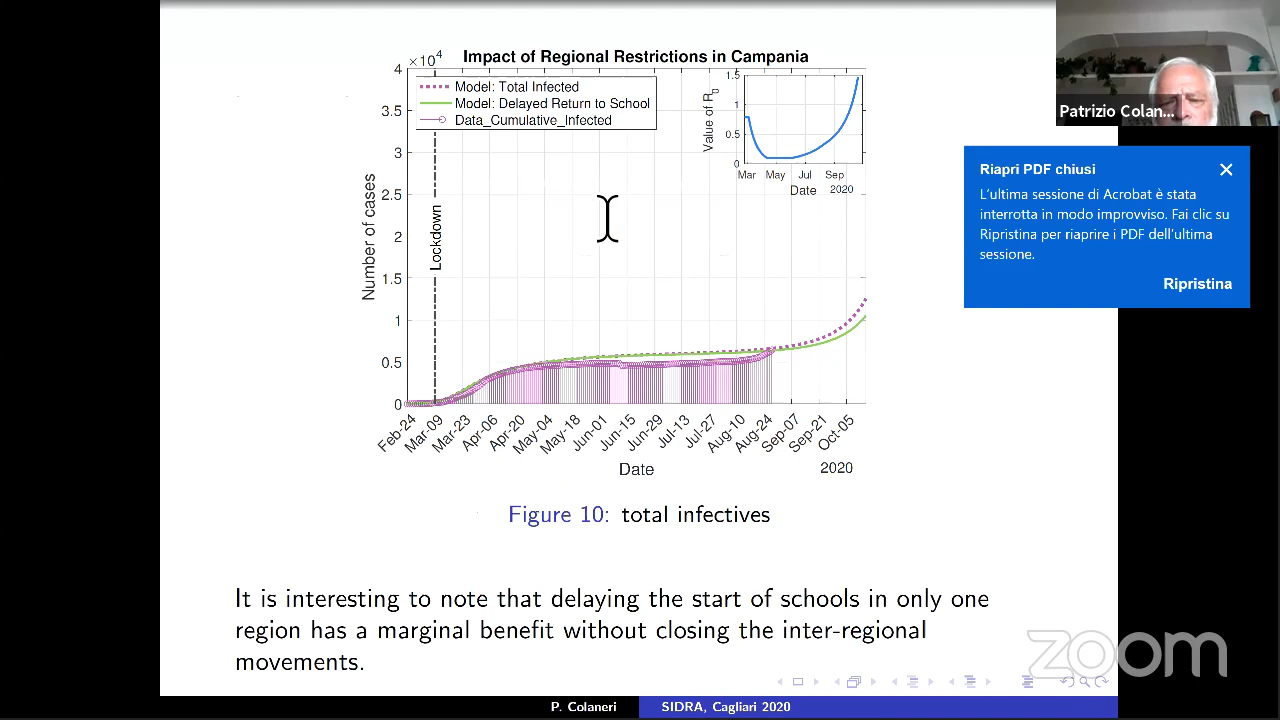 Impact of Regional Restrictions in Campania
×10⁴
4
3.5
3
2.5
2
1.5
1
0.5
0
Number of cases
Model: Total Infected
Model: Delayed Return to School
Data_Cumulative_Infected
Lockdown
1.5
1
0.5
0
Value of R₀
Mar May Jul Sep
Date 2020
Feb-24
Mar-09
Mar-23
Apr-06
Apr-20
May-04
May-18
Jun-01
Jun-15
Jun-29
Jul-13
Jul-27
Aug-10
Aug-24
Sep-07
Sep-21
Oct-05
Date
2020
Figure 10: total infectives
It is interesting to note that delaying the start of schools in only one
region has a marginal benefit without closing the inter-regional
movements.
P. Colaneri
SIDRA, Cagliari 2020
Patrizio Colan...
Riapri PDF chiusi
L'ultima sessione di Acrobat è stata
interrotta in modo improvviso. Fai clic su
Ripristina per riaprire i PDF dell'ultima
sessione.
Ripristina
zoom